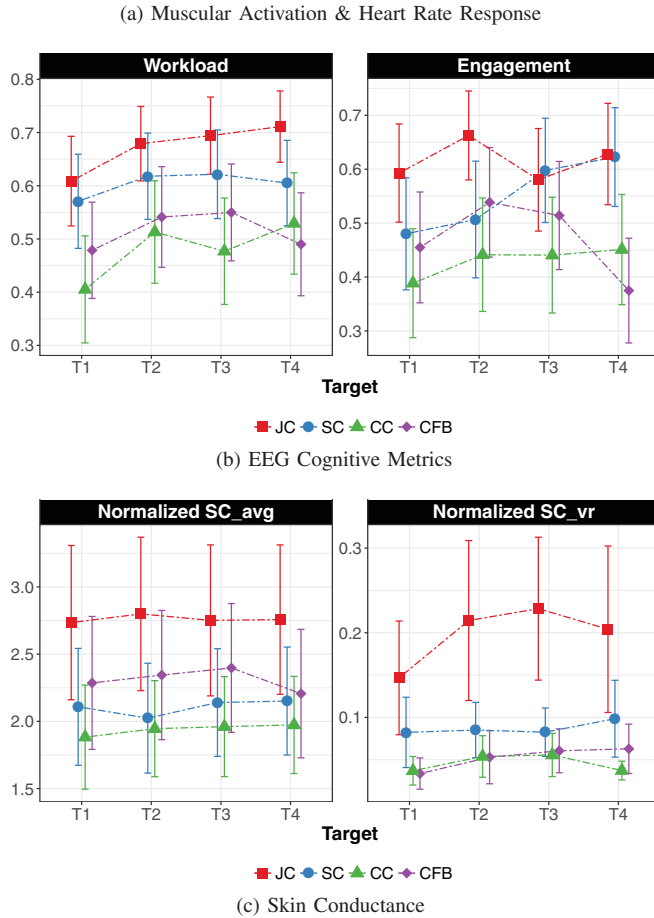 (a) Muscular Activation & Heart Rate Response
Workload Engagement
0.8
0.7
0.6
0.5
0.4
0.3
0.7
0.6
0.5
0.4
0.3
T1 T2 T3 T4 T1 T2 T3 T4
Target
JC SC CC CFB
(b) EEG Cognitive Metrics
Normalized SC_avg Normalized SC_vr
3.0
2.5
2.0
1.5
0.3
0.2
0.1
T1 T2 T3 T4 T1 T2 T3 T4
Target
JC SC CC CFB
(c) Skin Conductance